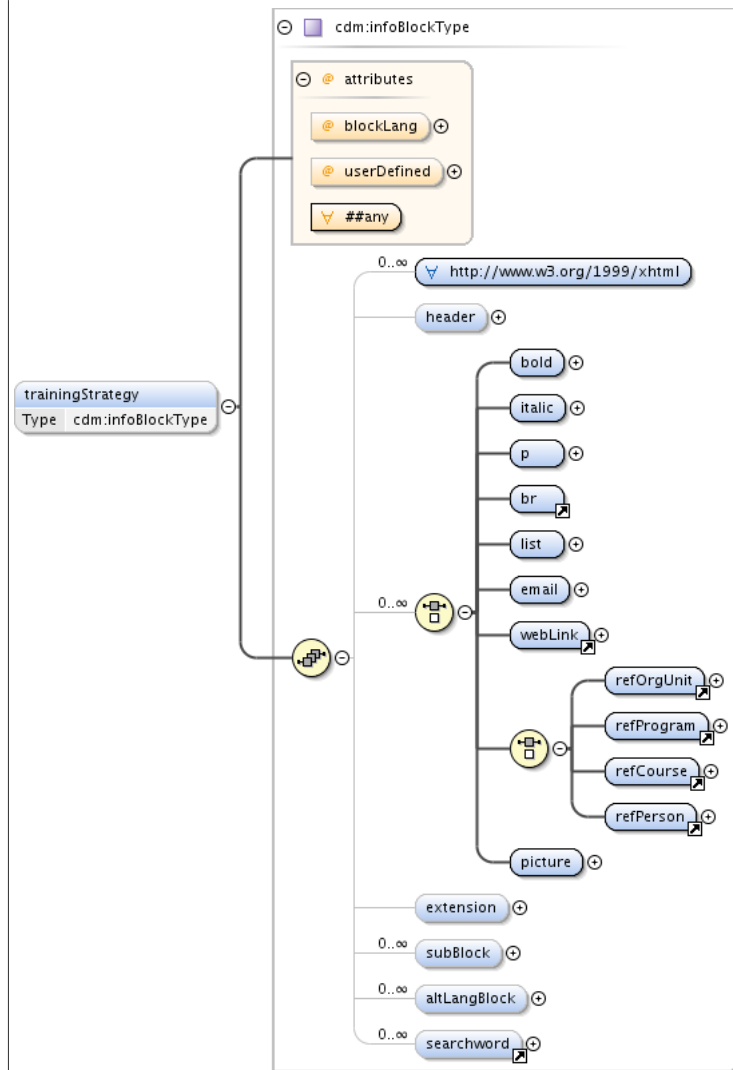 cdm:infoBlockType
@ attributes
@ blockLang
@ userDefined
∀ ##any
0..∞
∀ http://www.w3.org/1999/xhtml
header
bold
trainingStrategy
Type cdm:infoBlockType
italic
p
br
list
0..∞
email
webLink
refOrgUnit
refProgram
refCourse
refPerson
picture
extension
0..∞
subBlock
0..∞
altLangBlock
0..∞
searchword